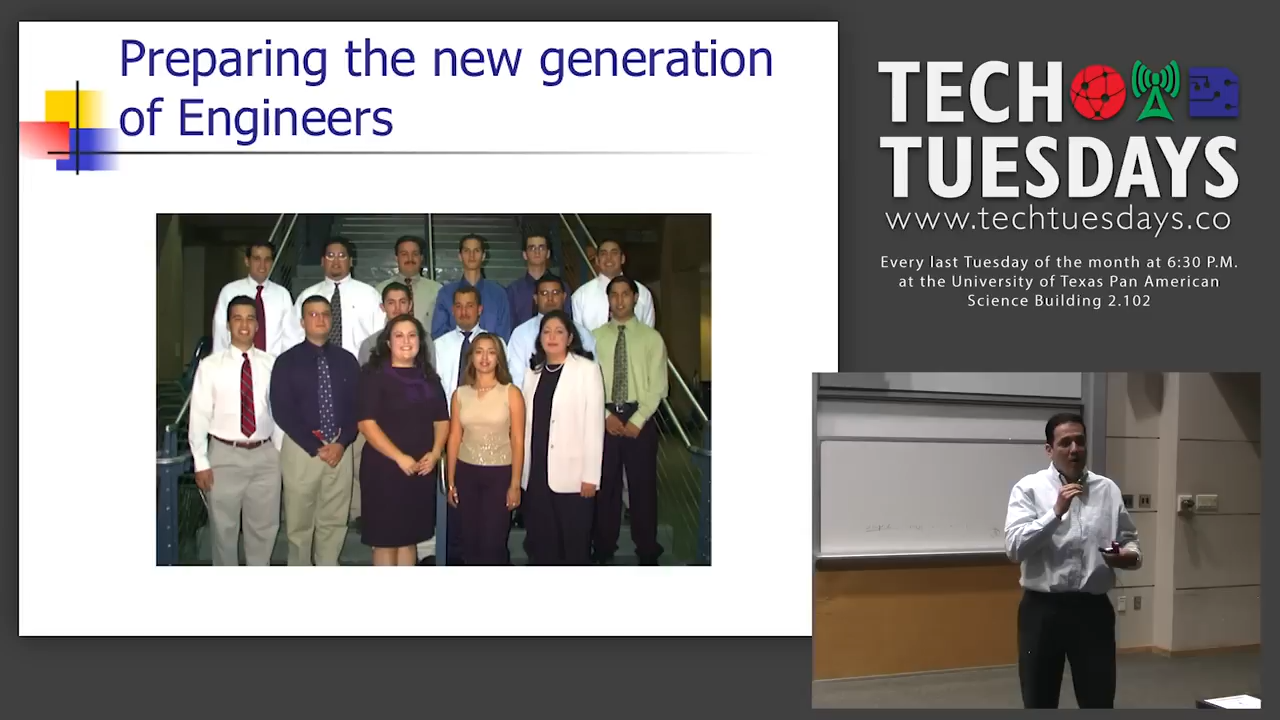 Preparing the new generation
of Engineers
TECH
TUESDAYS
www.techtuesdays.co
Every last Tuesday of the month at 6:30 P.M.
at the University of Texas Pan American
Science Building 2.102